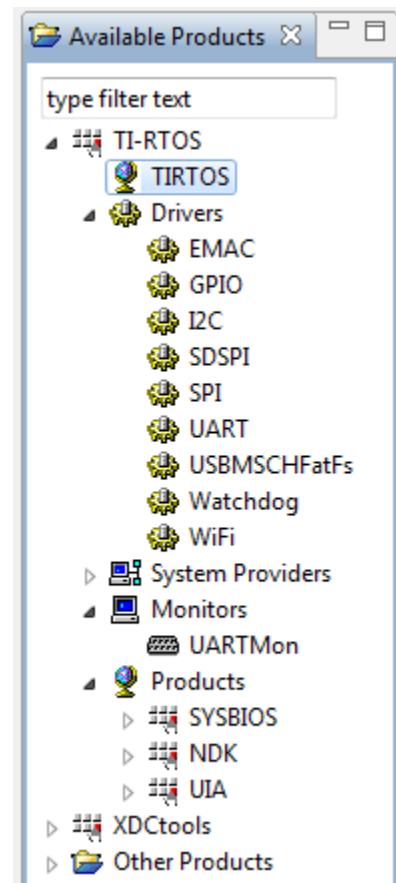 Available Products
type filter text
TI-RTOS
TIRTOS
Drivers
EMAC
GPIO
I2C
SDSPI
SPI
UART
USBMSCHFatFs
Watchdog
WiFi
System Providers
Monitors
UARTMon
Products
SYSBIOS
NDK
UIA
XDCtools
Other Products